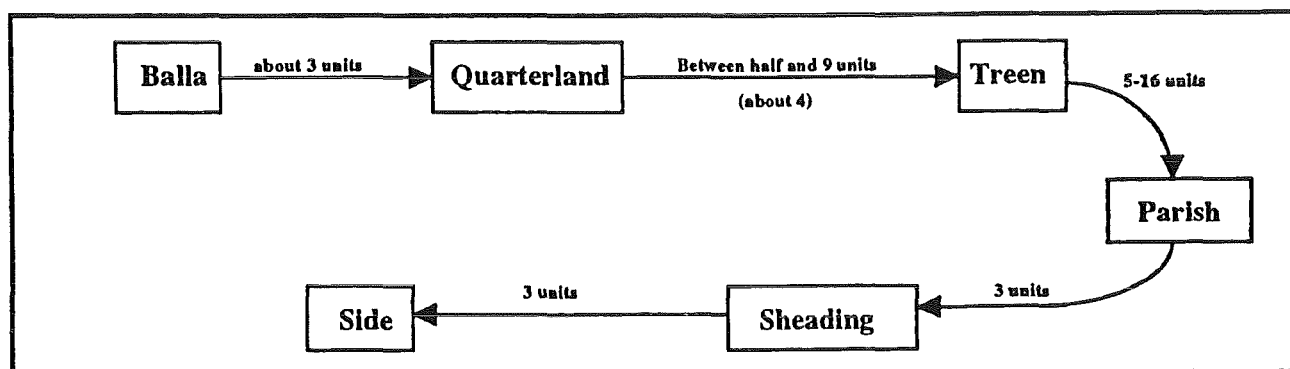 Balla
about 3 units
Quarterland
Between half and 9 units
(about 4)
Treen
5-16 units
Parish
3 units
Sheading
3 units
Side